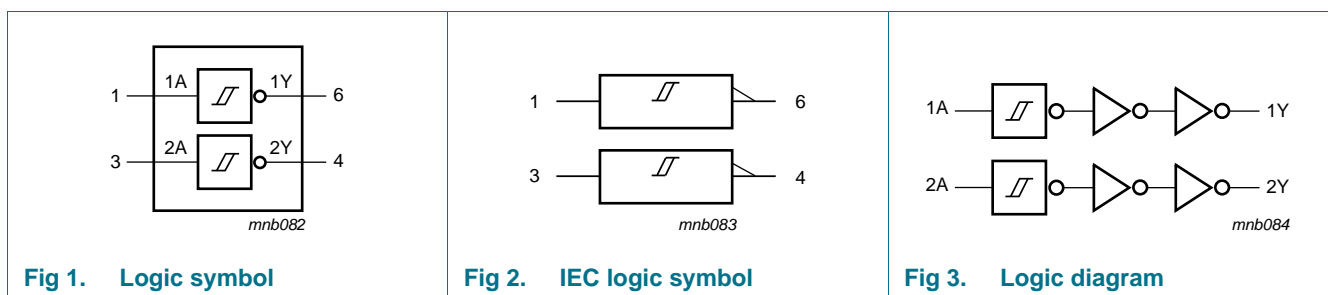 1 1A 1Y 6
3 2A 2Y 4
mnb082
Fig 1. Logic symbol
1 6
3 4
mnb083
Fig 2. IEC logic symbol
1A 1Y
2A 2Y
mnb084
Fig 3. Logic diagram